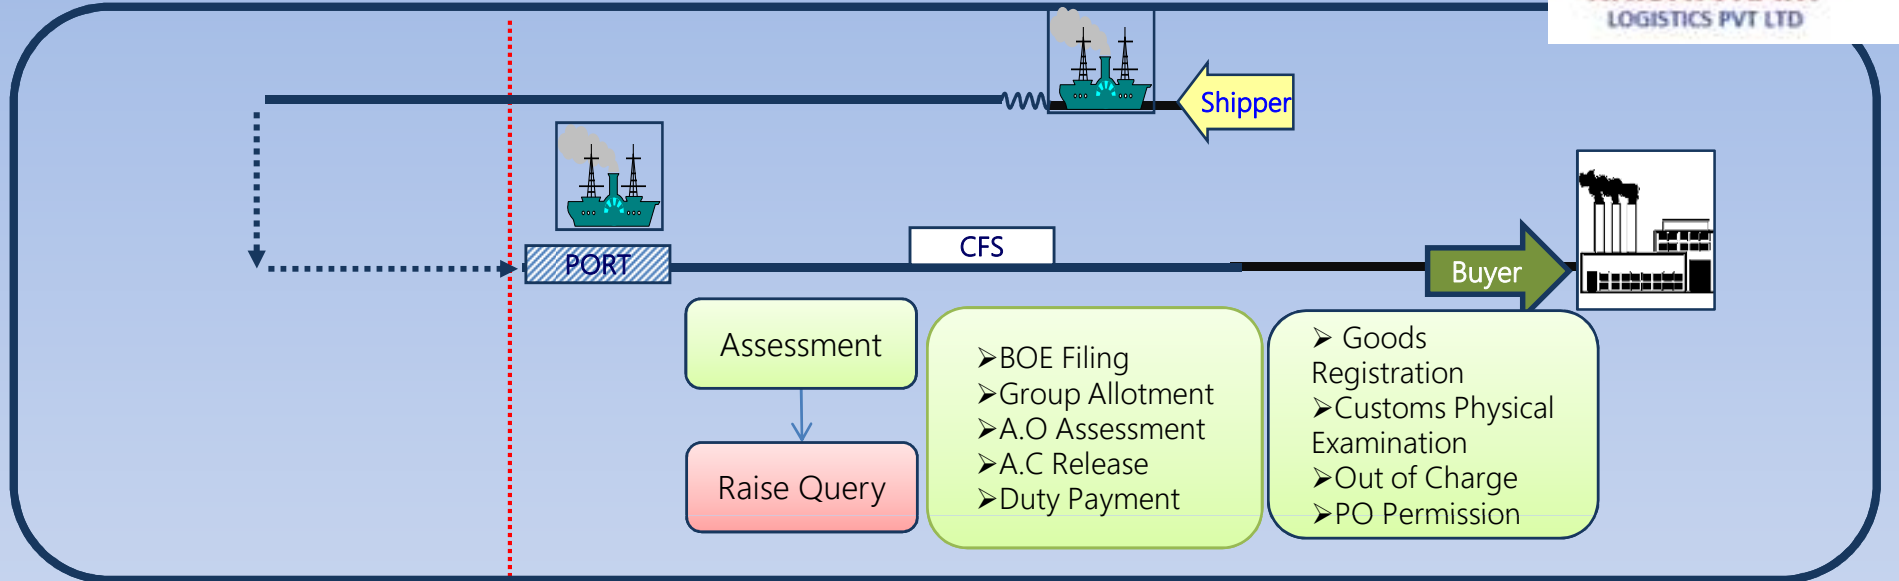 LOGISTICS PVT LTD
Shipper
PORT
CFS
Buyer
Assessment
Raise Query
➢BOE Filing
➢Group Allotment
➢A.O Assessment
➢A.C Release
➢Duty Payment
➢ Goods
Registration
➢Customs Physical
Examination
➢Out of Charge
➢PO Permission